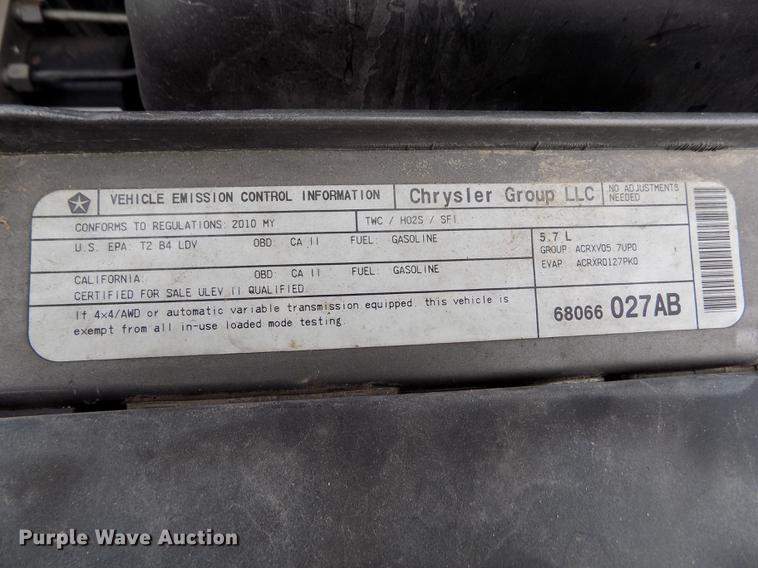 VEHICLE EMISSION CONTROL INFORMATION Chrysler Group LLC NO ADJUSTMENTS NEEDED
CONFORMS TO REGULATIONS: 2010 MY TWC / HO2S / SFI
U.S. EPA: T2 B4 LDV OBD: CA II FUEL: GASOLINE
CALIFORNIA: OBD: CA II FUEL: GASOLINE
CERTIFIED FOR SALE ULEV II QUALIFIED.
If 4x4/AWD or automatic variable transmission equipped, this vehicle is
exempt from all in-use loaded mode testing.
5.7 L
GROUP: ACRXV05.7UP0
EVAP: ACRXR0127PK0
68066 027AB
Purple Wave Auction